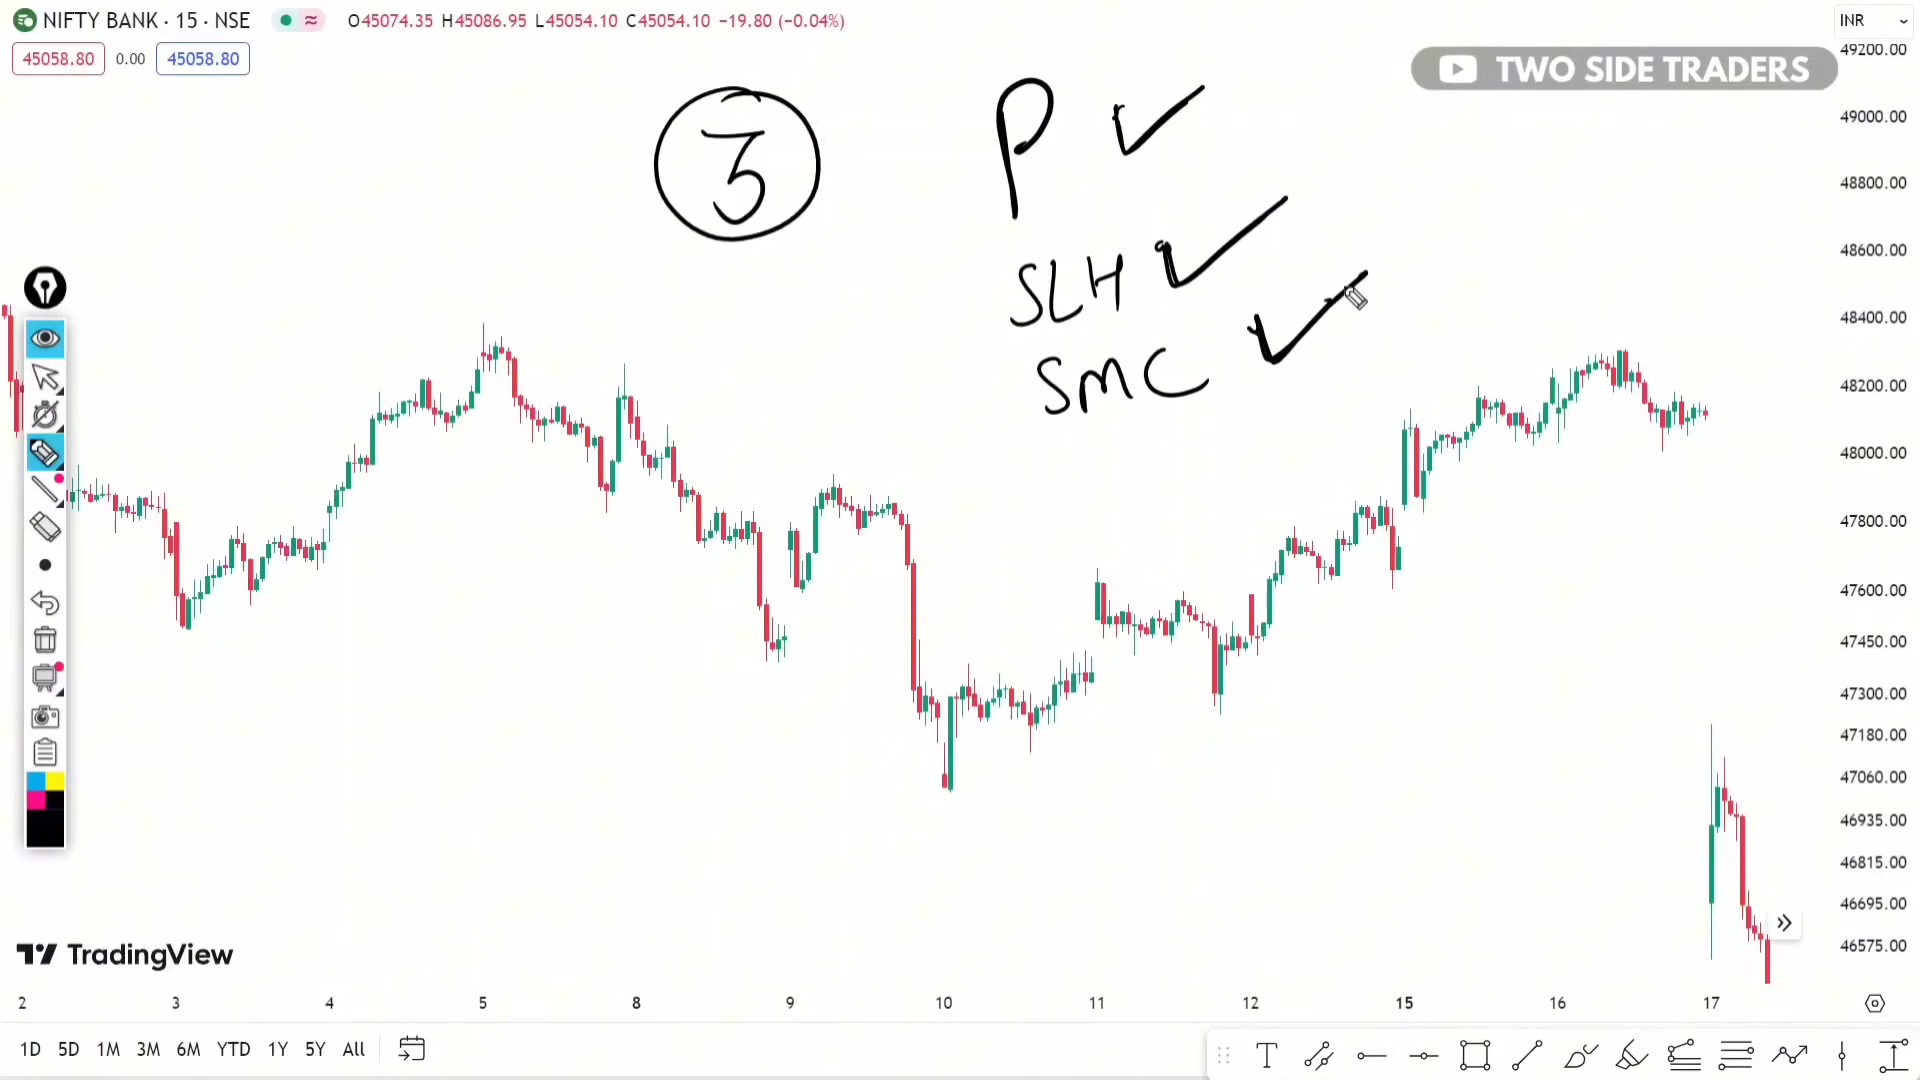 NIFTY BANK · 15 · NSE O45074.35 H45086.95 L45054.10 C45054.10 −19.80 (−0.04%)
INR
45058.80 0.00 45058.80
TWO SIDE TRADERS
3
P
SLH
SMC
49200.00
49000.00
48800.00
48600.00
48400.00
48200.00
48000.00
47800.00
47600.00
47450.00
47300.00
47180.00
47060.00
46935.00
46815.00
46695.00
46575.00
TradingView
2 3 4 5 8 9 10 11 12 15 16 17
1D 5D 1M 3M 6M YTD 1Y 5Y All